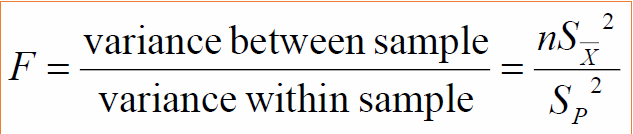 F = variance between sample / variance within sample = nS_X̅² / S_P²